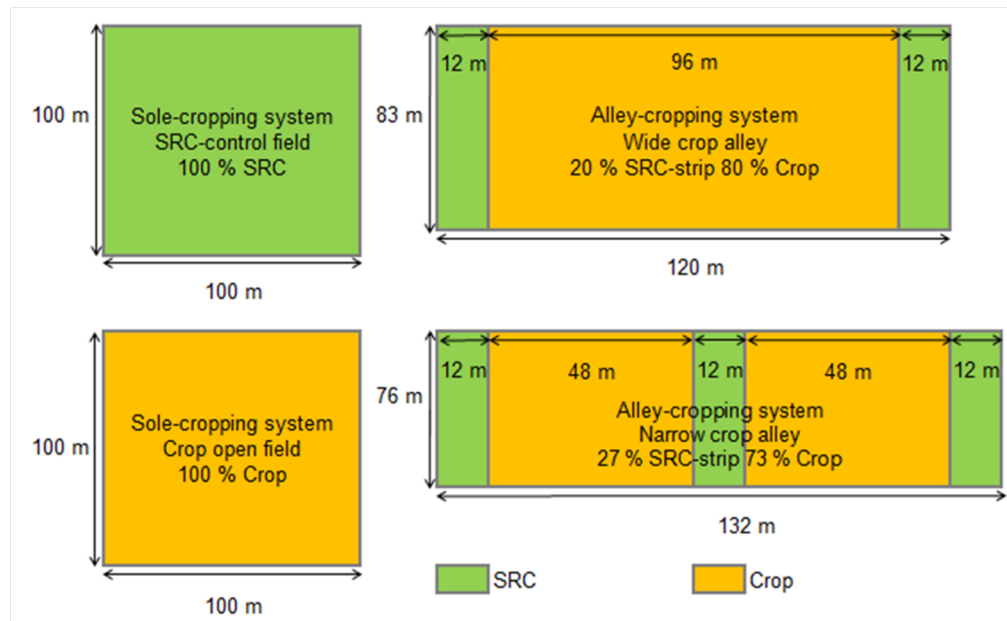 100 m
Sole-cropping system
SRC-control field
100 % SRC
100 m
12 m
96 m
12 m
83 m
Alley-cropping system
Wide crop alley
20 % SRC-strip 80 % Crop
120 m
100 m
Sole-cropping system
Crop open field
100 % Crop
100 m
76 m
12 m
48 m
12 m
48 m
12 m
Alley-cropping system
Narrow crop alley
27 % SRC-strip 73 % Crop
132 m
SRC
Crop